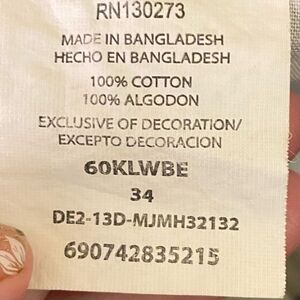 RN130273
MADE IN BANGLADESH
HECHO EN BANGLADESH
100% COTTON
100% ALGODON
EXCLUSIVE OF DECORATION/
EXCEPTO DECORACION
60KLWBE
34
DE2-13D-MJMH32132
690742835215